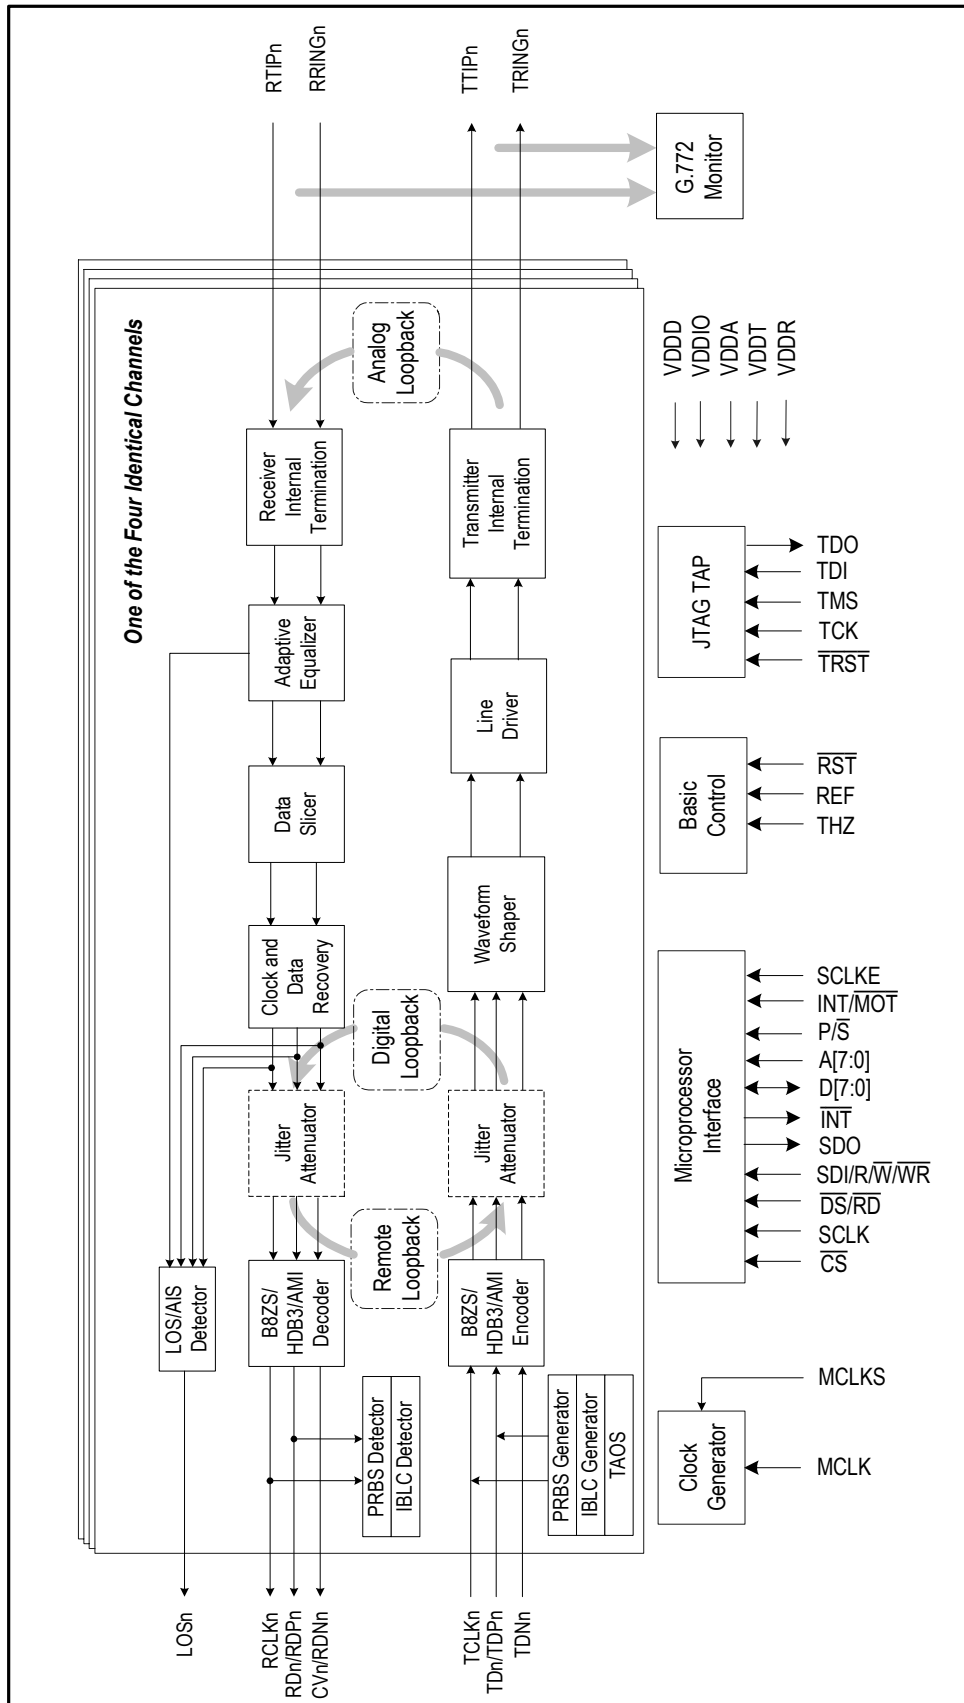 RTIPn
RRINGn
TTIPn
TRINGn
G.772
Monitor
One of the Four Identical Channels
Analog
Loopback
VDDD
VDDIO
VDDA
VDDT
VDDR
Receiver
Internal
Termination
Transmitter
Internal
Termination
JTAG TAP
TDO
TDI
TMS
TCK
TRST
Adaptive
Equalizer
Line
Driver
Basic
Control
RST
REF
THZ
Data
Slicer
Waveform
Shaper
Clock and
Data
Recovery
Digital
Loopback
Microprocessor
Interface
SCLKE
INT/MOT
P/S
A[7:0]
D[7:0]
INT
SDO
SDI/R/W/WR
DS/RD
SCLK
CS
Jitter
Attenuator
Jitter
Attenuator
Remote
Loopback
LOS/AIS
Detector
B8ZS/
HDB3/AMI
Decoder
B8ZS/
HDB3/AMI
Encoder
PRBS Detector
IBLC Detector
PRBS Generator
IBLC Generator
TAOS
Clock
Generator
MCLKS
MCLK
LOSn
RCLKn
RDn/RDPn
CVn/RDNn
TCLKn
TDn/TDPn
TDNn